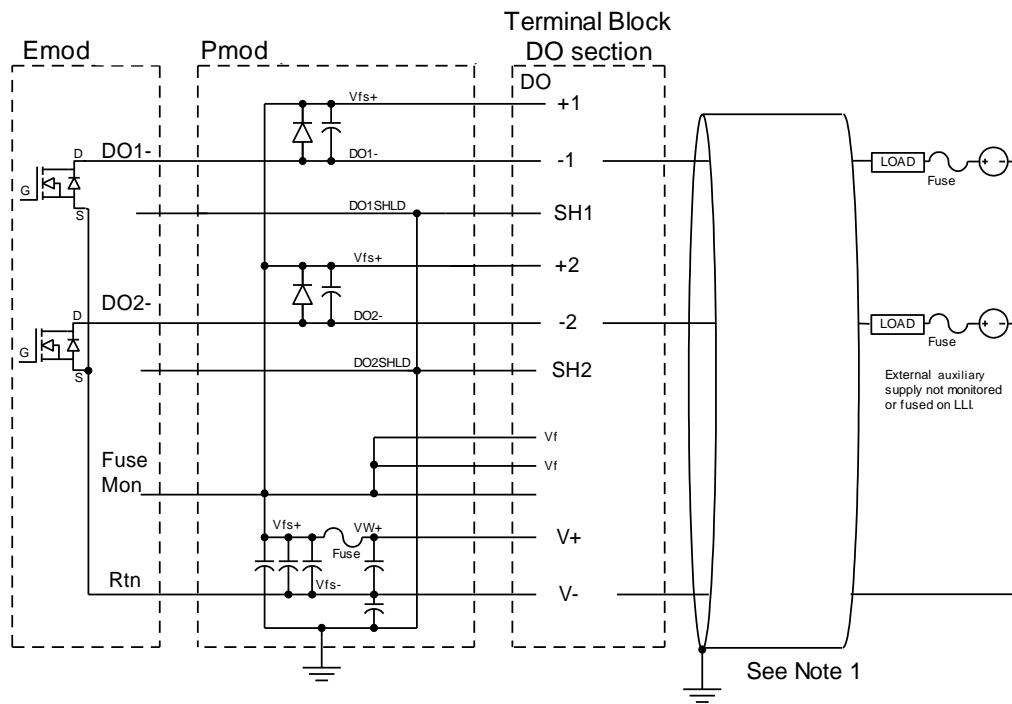 Terminal Block
DO section
Emod
Pmod
DO
Vfs+
+1
D
DO1-
DO1-
-1
LOAD
Fuse
+
-
G
S
DO1SHLD
SH1
Vfs+
+2
D
DO2-
DO2-
-2
LOAD
Fuse
+
-
G
S
DO2SHLD
SH2
External auxiliary
supply not monitored
or fused on LLI.
Vf
Fuse
Mon
Vf
Vfs+
VW+
V+
Fuse
Rtn
Vfs-
V-
See Note 1